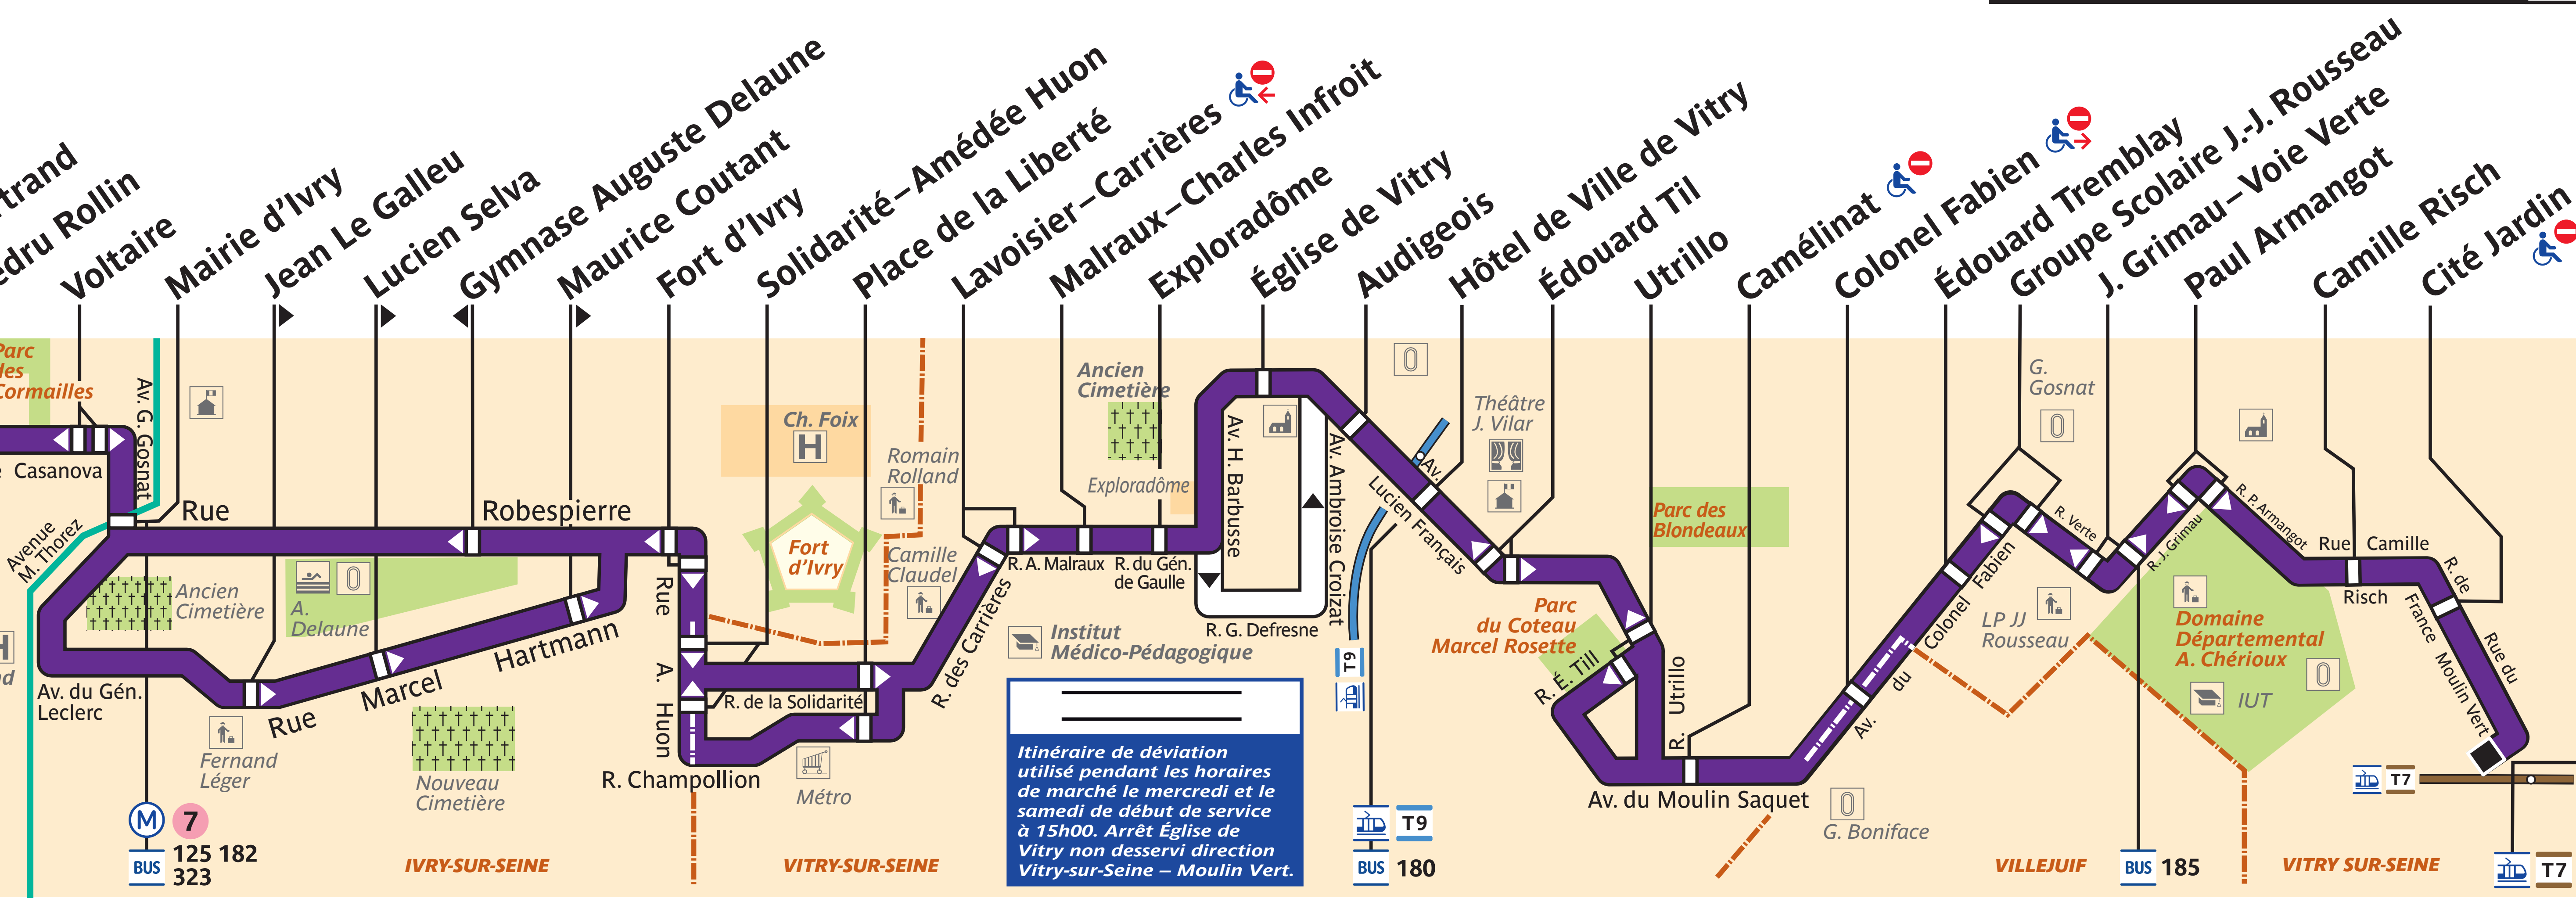 Voltaire
Mairie d'Ivry
Jean Le Galleu
Lucien Selva
Gymnase Auguste Delaune
Maurice Coutant
Fort d'Ivry
Solidarité–Amédée Huon
Place de la Liberté
Lavoisier–Carrières
Malraux–Charles Infroit
Exploradôme
Église de Vitry
Audigeois
Hôtel de Ville de Vitry
Édouard Til
Utrillo
Camélinat
Colonel Fabien
Édouard Tremblay
Groupe Scolaire J.-J. Rousseau
J. Grimau–Voie Verte
Paul Armangot
Camille Risch
Cité Jardin
Parc
des
Cormailles
Casanova
Av. G. Gosnat
Avenue
M. Thorez
Rue
Robespierre
Ancien
Cimetière
A.
Delaune
Av. du Gén.
Leclerc
Rue
Marcel
Hartmann
Fernand
Léger
Nouveau
Cimetière
M 7
BUS 125 182
323
IVRY-SUR-SEINE
Rue
A.
Huon
R. Champollion
Ch. Foix
H
Fort
d'Ivry
Romain
Rolland
Camille
Claudel
R. de la Solidarité
Métro
R. des Carrières
VITRY-SUR-SEINE
Ancien
Cimetière
Exploradôme
R. A. Malraux
R. du Gén.
de Gaulle
Av. H. Barbusse
Av. Ambroise Croizat
R. G. Defresne
Institut
Médico-Pédagogique
Itinéraire de déviation
utilisé pendant les horaires
de marché le mercredi et le
samedi de début de service
à 15h00. Arrêt Église de
Vitry non desservi direction
Vitry-sur-Seine – Moulin Vert.
Av.
Lucien Français
Théâtre
J. Vilar
T9
T9
BUS 180
Parc
du Coteau
Marcel Rosette
R. É. Till
Parc des
Blondeaux
R. Utrillo
Av. du Moulin Saquet
G. Boniface
Av. du Colonel Fabien
G.
Gosnat
R. Verte
LP JJ
Rousseau
R. J. Grimau
VILLEJUIF
BUS 185
R. P. Armangot
Domaine
Départemental
A. Chérioux
IUT
Rue Camille
Risch
R. de
France
Rue du
Moulin Vert
T7
VITRY SUR-SEINE
T7